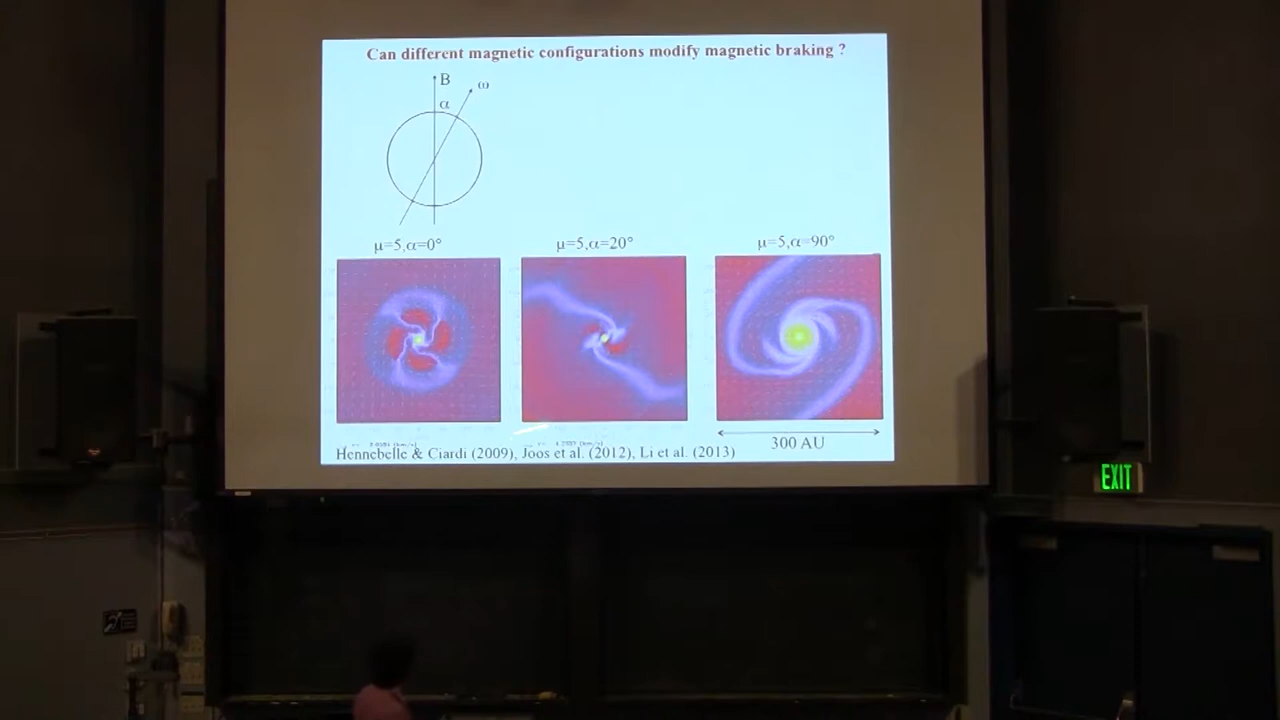 Can different magnetic configurations modify magnetic braking ?
B
ω
α
μ=5,α=0°
μ=5,α=20°
μ=5,α=90°
300 AU
Hennebelle & Ciardi (2009), Joos et al. (2012), Li et al. (2013)
EXIT